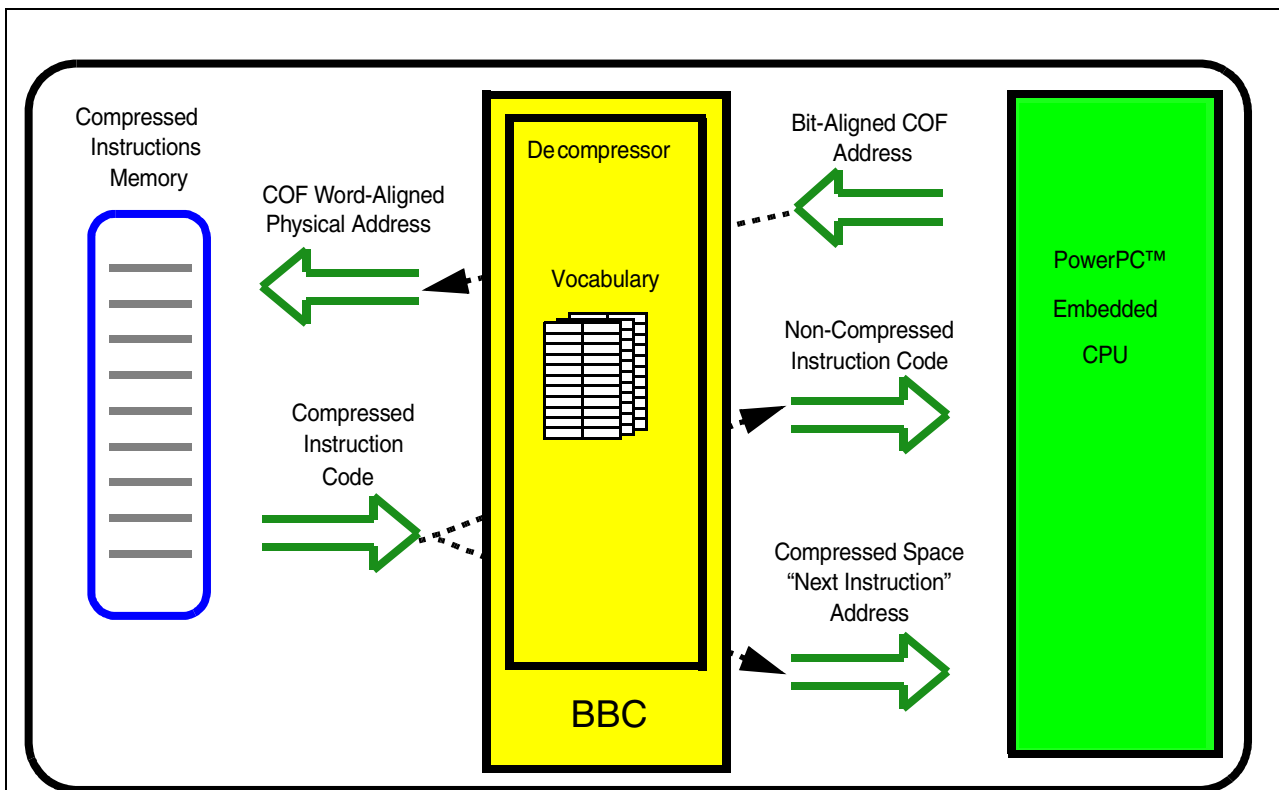 Compressed
Instructions
Memory
COF Word-Aligned
Physical Address
Compressed
Instruction
Code
Decompressor
Vocabulary
BBC
Bit-Aligned COF
Address
Non-Compressed
Instruction Code
Compressed Space
“Next Instruction”
Address
PowerPC™
Embedded
CPU